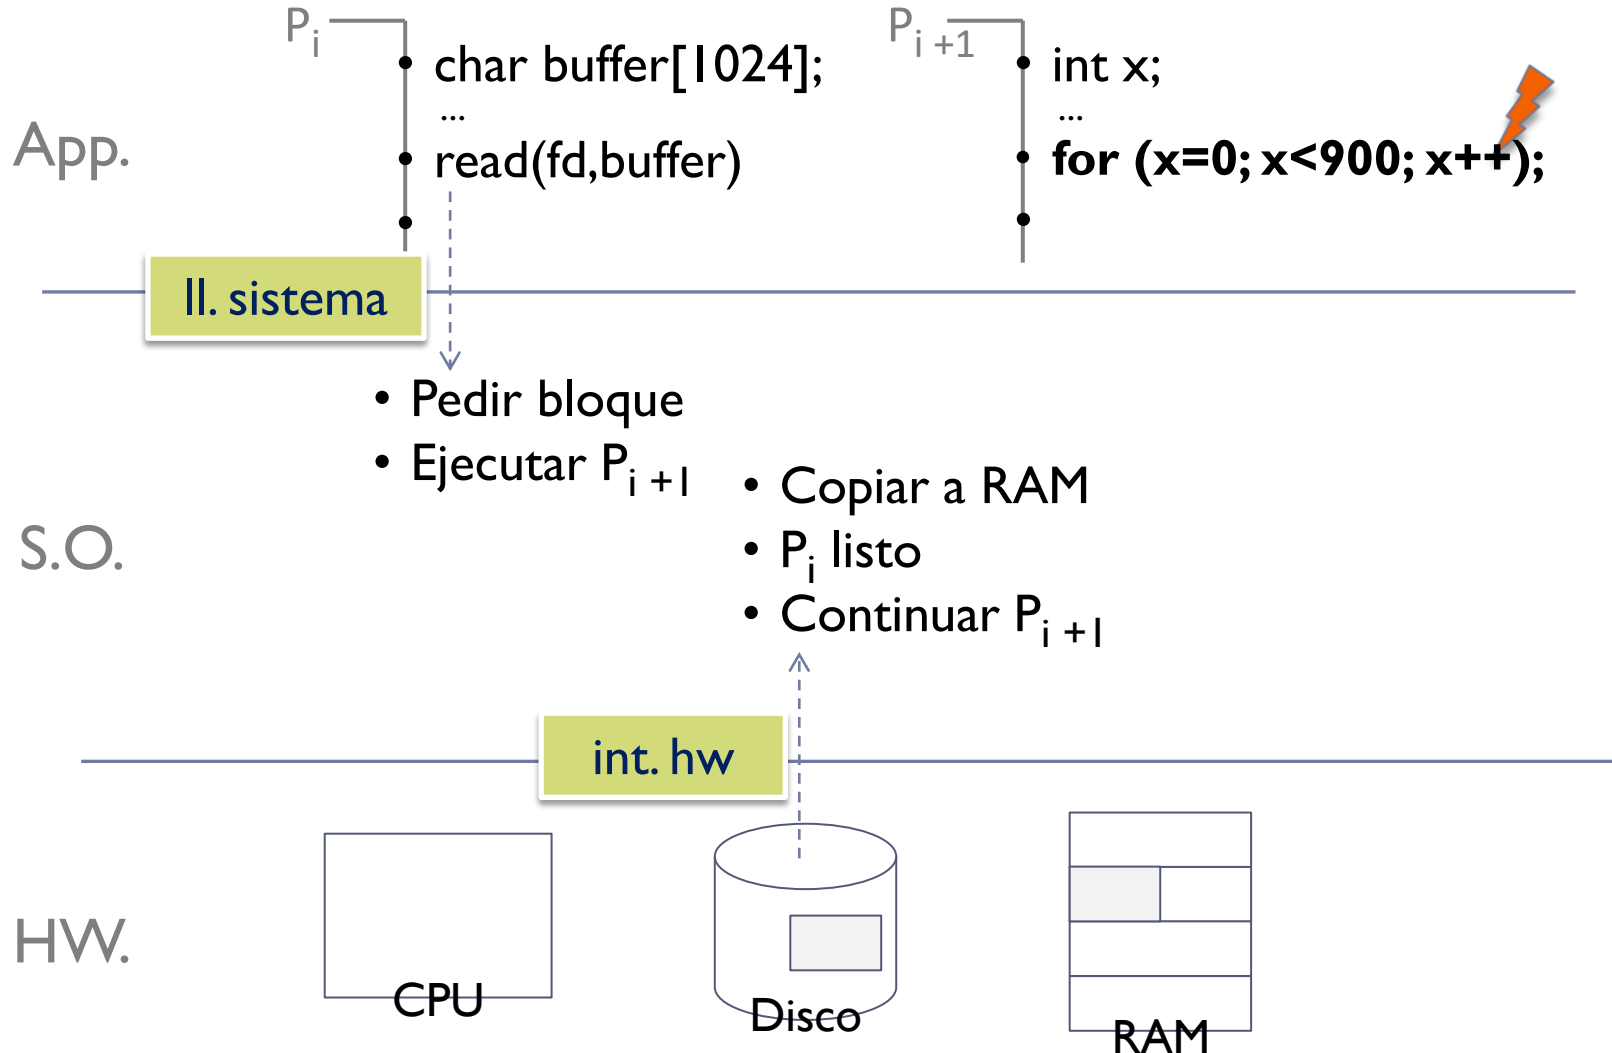 Pi
char buffer[1024];
...
read(fd,buffer)
Pi +1
int x;
...
for (x=0; x<900; x++);
App.
ll. sistema
• Pedir bloque
• Ejecutar Pi +1
• Copiar a RAM
• Pi listo
• Continuar Pi +1
S.O.
int. hw
HW.
CPU
Disco
RAM